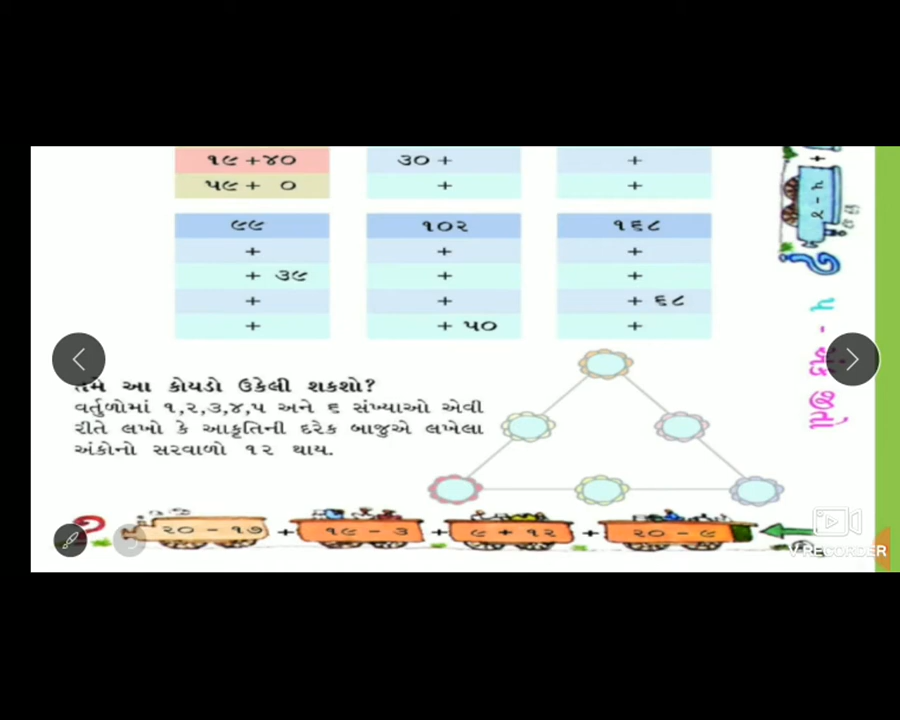 ૧૯ +૪૦
૫૯ + ૦
૩૦ +
+
+
+
૯૯
+
+ ૩૯
+
+
૧૦૨
+
+
+
+ ૫૦
૧૬૮
+
+
+ ૬૮
+
તમે આ કોયડો ઉકેલી શકશો?
વર્તુળોમાં ૧,૨,૩,૪,૫ અને ૬ સંખ્યાઓ એવી
રીતે લખો કે આકૃતિની દરેક બાજુએ લખેલા
અંકોનો સરવાળો ૧૨ થાય.
? ૨૦ - ૧૭ + ૧૯ - ૩ + ૯ + ૧૨ + ૨૦ - ૯
+
?
૫ - અંક જીતો
V RECORDER